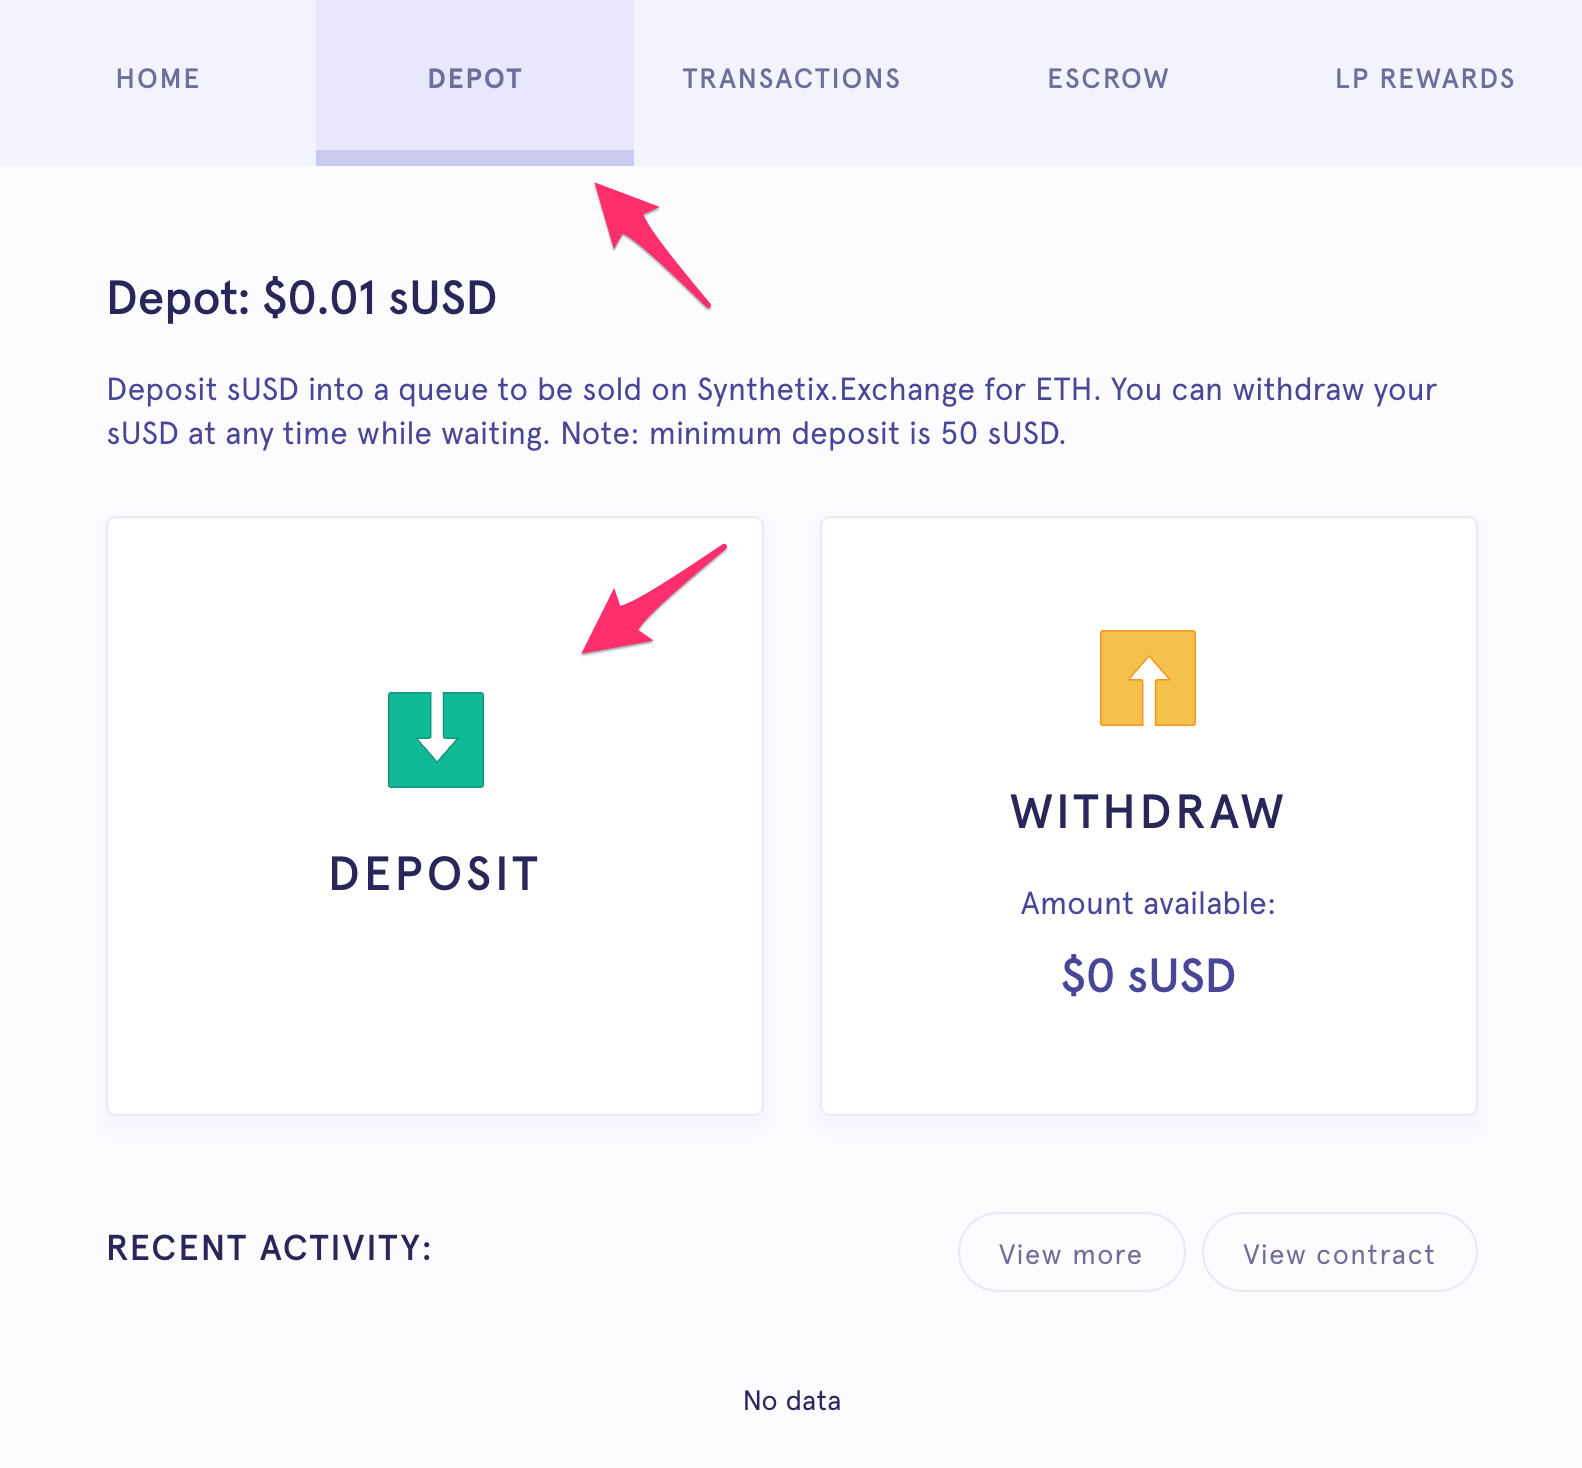 HOME DEPOT TRANSACTIONS ESCROW LP REWARDS
Depot: $0.01 sUSD
Deposit sUSD into a queue to be sold on Synthetix.Exchange for ETH. You can withdraw your
sUSD at any time while waiting. Note: minimum deposit is 50 sUSD.
DEPOSIT
WITHDRAW
Amount available:
$0 sUSD
RECENT ACTIVITY:
View more
View contract
No data